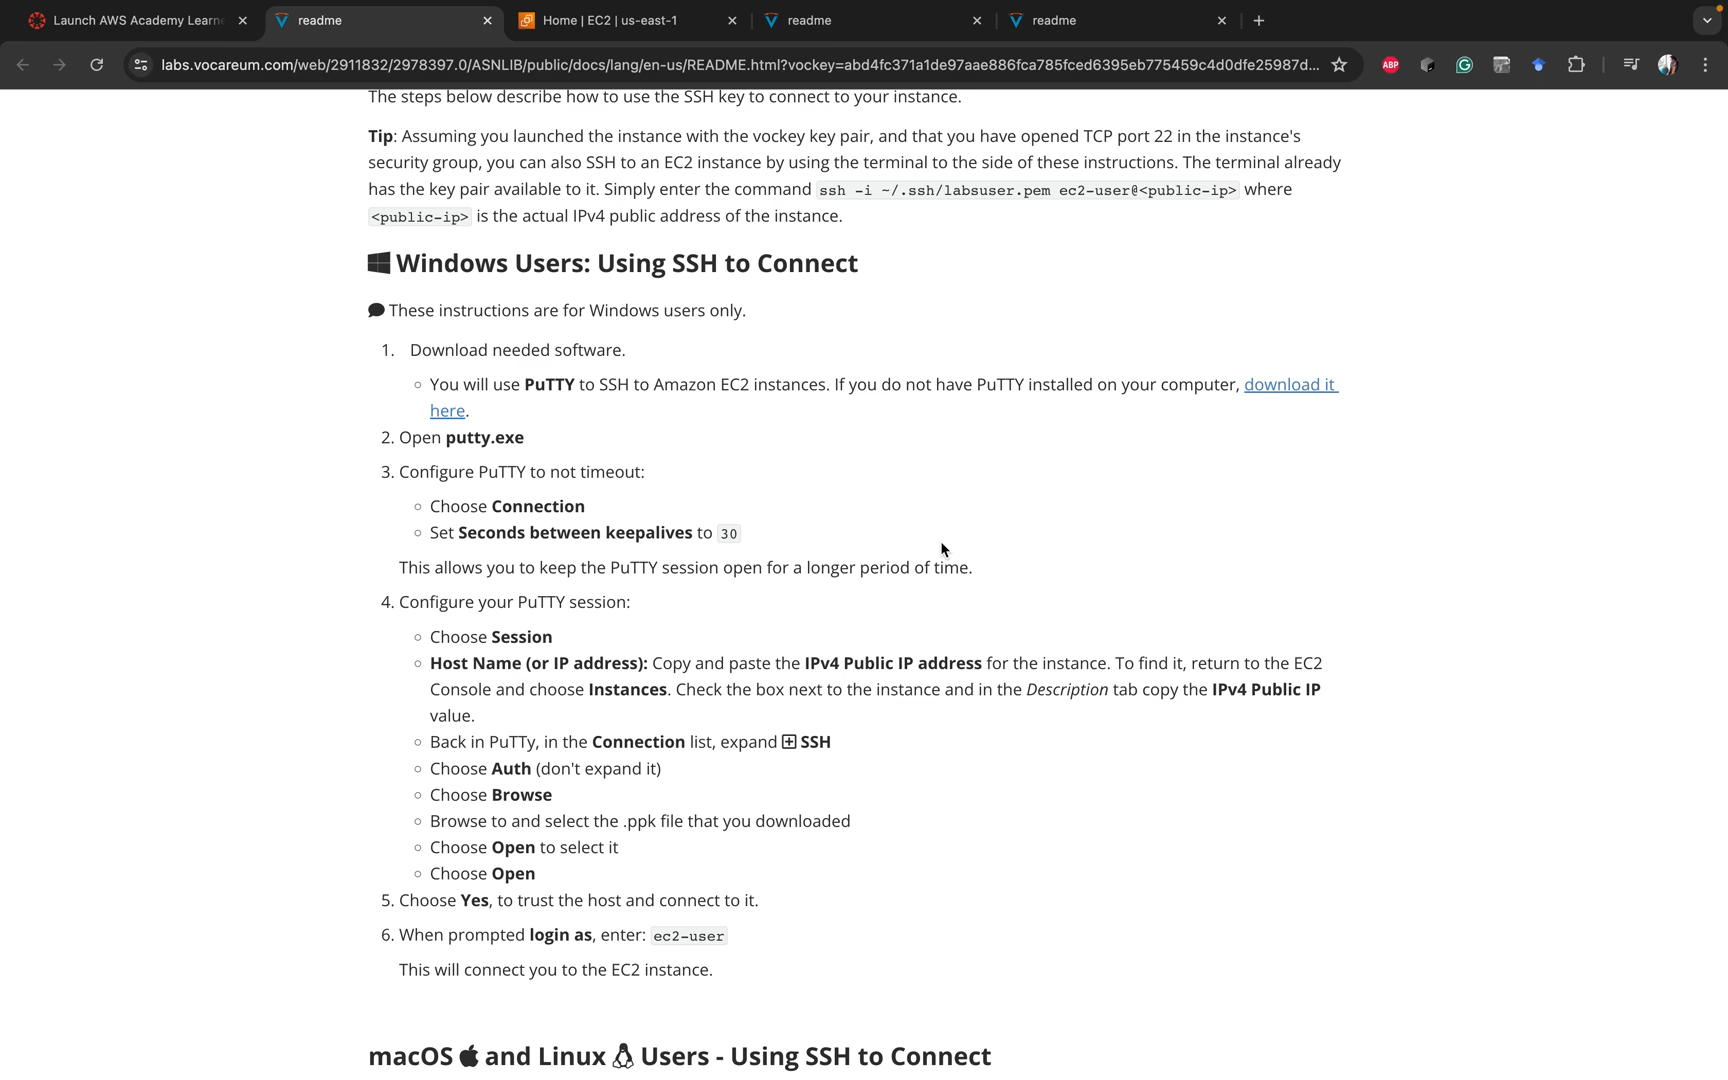 Launch AWS Academy Learne
readme
Home | EC2 | us-east-1
readme
readme
labs.vocareum.com/web/2911832/2978397.0/ASNLIB/public/docs/lang/en-us/README.html?vockey=abd4fc371a1de97aae886fca785fced6395eb775459c4d0dfe25987d...
ABP
The steps below describe how to use the SSH key to connect to your instance.
Tip: Assuming you launched the instance with the vockey key pair, and that you have opened TCP port 22 in the instance's
security group, you can also SSH to an EC2 instance by using the terminal to the side of these instructions. The terminal already
has the key pair available to it. Simply enter the command ssh -i ~/.ssh/labsuser.pem ec2-user@<public-ip> where
<public-ip> is the actual IPv4 public address of the instance.
Windows Users: Using SSH to Connect
These instructions are for Windows users only.
1. Download needed software.
You will use PuTTY to SSH to Amazon EC2 instances. If you do not have PuTTY installed on your computer, download it
here.
2. Open putty.exe
3. Configure PuTTY to not timeout:
Choose Connection
Set Seconds between keepalives to 30
This allows you to keep the PuTTY session open for a longer period of time.
4. Configure your PuTTY session:
Choose Session
Host Name (or IP address): Copy and paste the IPv4 Public IP address for the instance. To find it, return to the EC2
Console and choose Instances. Check the box next to the instance and in the Description tab copy the IPv4 Public IP
value.
Back in PuTTy, in the Connection list, expand SSH
Choose Auth (don't expand it)
Choose Browse
Browse to and select the .ppk file that you downloaded
Choose Open to select it
Choose Open
5. Choose Yes, to trust the host and connect to it.
6. When prompted login as, enter: ec2-user
This will connect you to the EC2 instance.
macOS and Linux Users - Using SSH to Connect